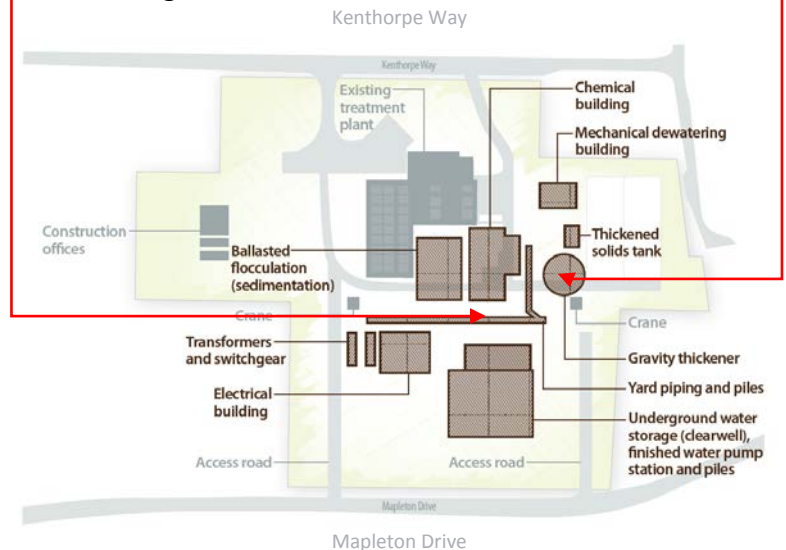 Kenthorpe Way
Kenthorpe Way
Existing
treatment
plant
Chemical
building
Mechanical dewatering
building
Construction
offices
Ballasted
flocculation
(sedimentation)
Thickened
solids tank
Crane
Crane
Transformers
and switchgear
Gravity thickener
Electrical
building
Yard piping and piles
Underground water
storage (clearwell),
finished water pump
station and piles
Access road
Access road
Mapleton Drive
Mapleton Drive